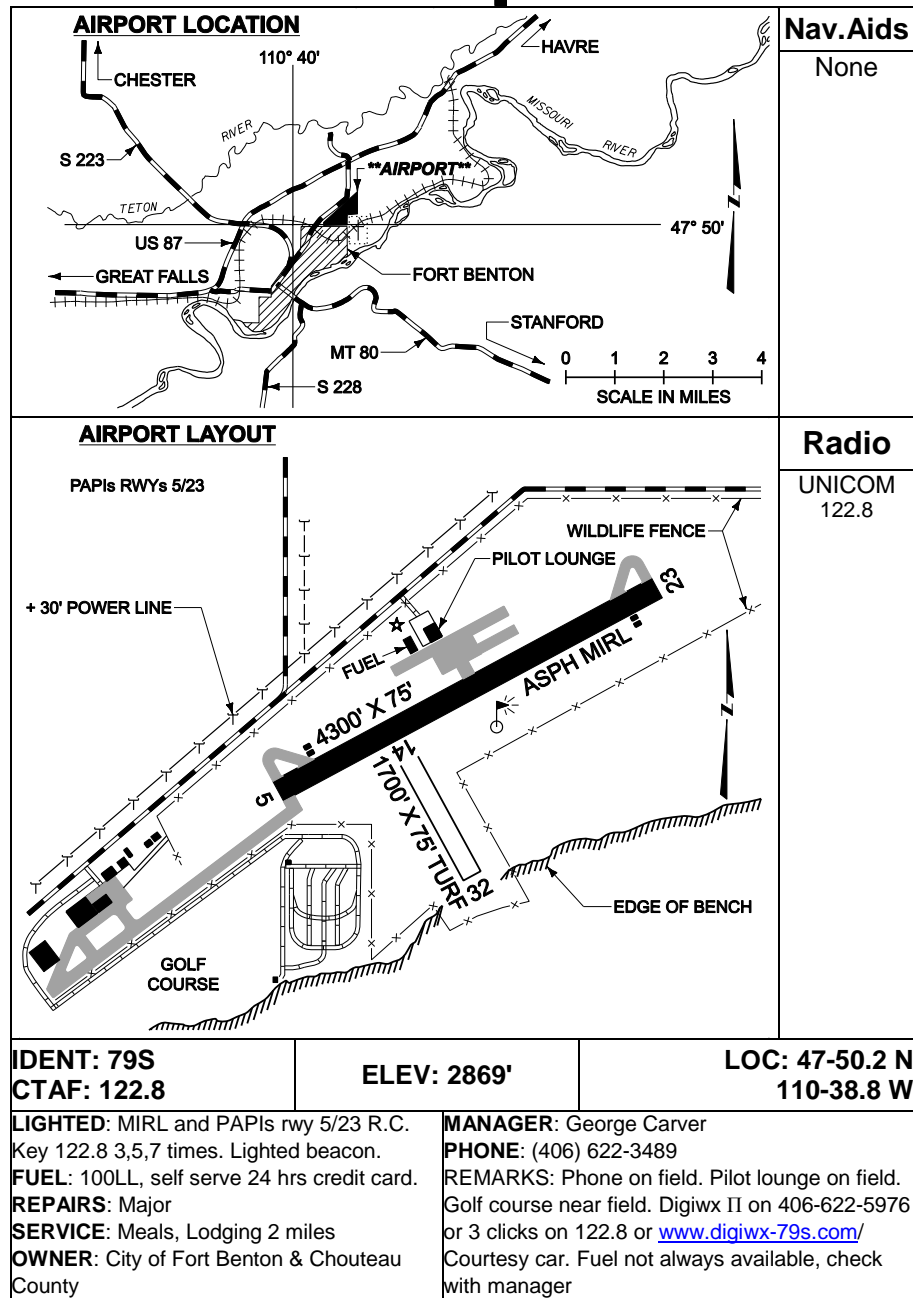 AIRPORT LOCATION
110° 40'
HAVRE
CHESTER
MISSOURI
RIVER
RIVER
S 223
**AIRPORT**
TETON
47° 50'
US 87
GREAT FALLS
FORT BENTON
STANFORD
MT 80
0 1 2 3 4
S 228
SCALE IN MILES
N
Nav.Aids
None
AIRPORT LAYOUT
PAPIs RWYs 5/23
WILDLIFE FENCE
PILOT LOUNGE
+ 30' POWER LINE
23
FUEL
ASPH MIRL
4300' X 75'
N
14
5
1700' X 75' TURF
32
EDGE OF BENCH
GOLF
COURSE
Radio
UNICOM
122.8
IDENT: 79S
CTAF: 122.8
ELEV: 2869'
LOC: 47-50.2 N
110-38.8 W
LIGHTED: MIRL and PAPIs rwy 5/23 R.C.
Key 122.8 3,5,7 times. Lighted beacon.
FUEL: 100LL, self serve 24 hrs credit card.
REPAIRS: Major
SERVICE: Meals, Lodging 2 miles
OWNER: City of Fort Benton & Chouteau
County
MANAGER: George Carver
PHONE: (406) 622-3489
REMARKS: Phone on field. Pilot lounge on field.
Golf course near field. Digiwx II on 406-622-5976
or 3 clicks on 122.8 or www.digiwx-79s.com/
Courtesy car. Fuel not always available, check
with manager